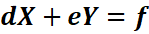 dX + eY = f